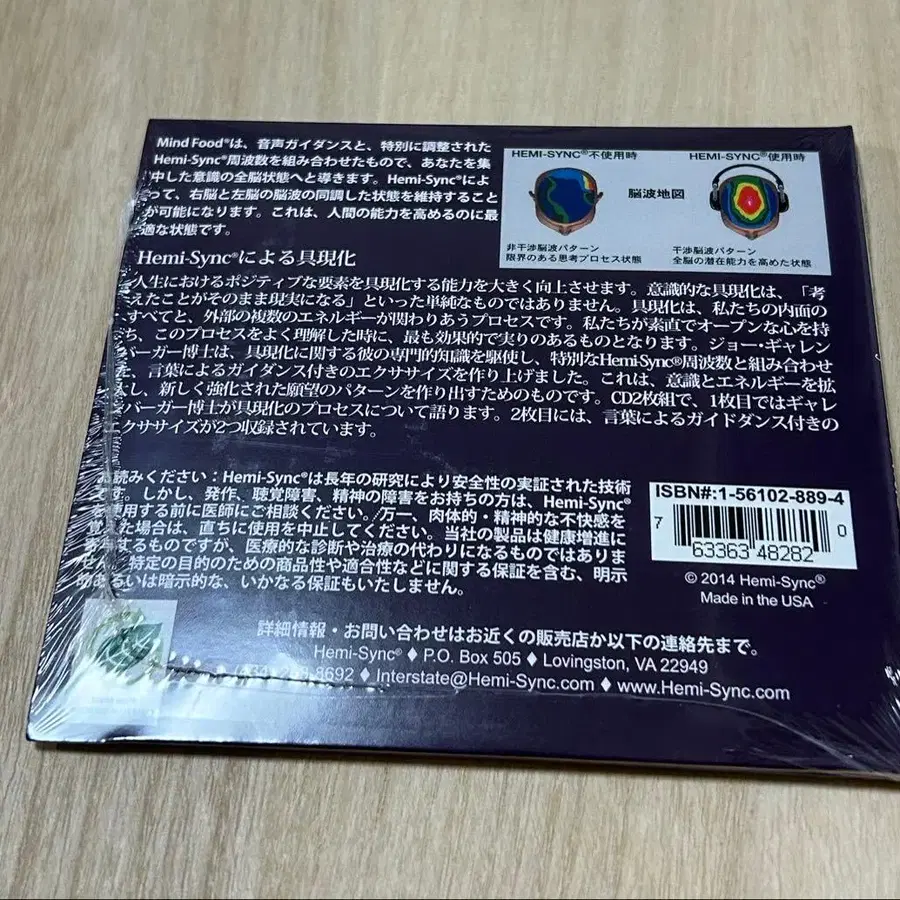 Mind Food®は、音声ガイダンスと、特別に調整された
Hemi-Sync®周波数を組み合わせたもので、あなたを集
中した意識の全脳状態へと導きます。Hemi-Sync®によ
って、右脳と左脳の脳波の同調した状態を維持すること
が可能になります。これは、人間の能力を高めるのに最
適な状態です。
HEMI-SYNC®不使用時
HEMI-SYNC®使用時
脳波地図
非干渉脳波パターン
限界のある思考プロセス状態
干渉脳波パターン
全脳の潜在能力を高めた状態
Hemi-Sync®による具現化
人生におけるポジティブな要素を具現化する能力を大きく向上させます。意識的な具現化は、「考
えたことがそのまま現実になる」といった単純なものではありません。具現化は、私たちの内面の
すべてと、外部の複数のエネルギーが関わりあうプロセスです。私たちが素直でオープンな心を持
ち、このプロセスをよく理解した時に、最も効果的で実りのあるものとなります。ジョー・ギャレン
バーガー博士は、具現化に関する彼の専門的知識を駆使し、特別なHemi-Sync®周波数と組み合わせ
た、言葉によるガイダンス付きのエクササイズを作り上げました。これは、意識とエネルギーを拡
大し、新しく強化された願望のパターンを作り出すためのものです。CD2枚組で、1枚目ではギャレン
バーガー博士が具現化のプロセスについて語ります。2枚目には、言葉によるガイドダンス付きの
エクササイズが2つ収録されています。
お読みください：Hemi-Sync®は長年の研究により安全性の実証された技術
です。しかし、発作、聴覚障害、精神の障害をお持ちの方は、Hemi-Sync®
を使用する前に医師にご相談ください。万一、肉体的・精神的な不快感を
覚えた場合は、直ちに使用を中止してください。当社の製品は健康増進に
寄与するものですが、医療的な診断や治療の代わりになるものではありま
せん。特定の目的のための商品性や適合性などに関する保証を含む、明示
的あるいは暗示的な、いかなる保証もいたしません。
ISBN#:1-56102-889-4
7 63363 48282 0
© 2014 Hemi-Sync®
Made in the USA
詳細情報・お問い合わせはお近くの販売店か以下の連絡先まで。
Hemi-Sync® ♦ P.O. Box 505 ♦ Lovingston, VA 22949
8692 ♦ Interstate@Hemi-Sync.com ♦ www.Hemi-Sync.com